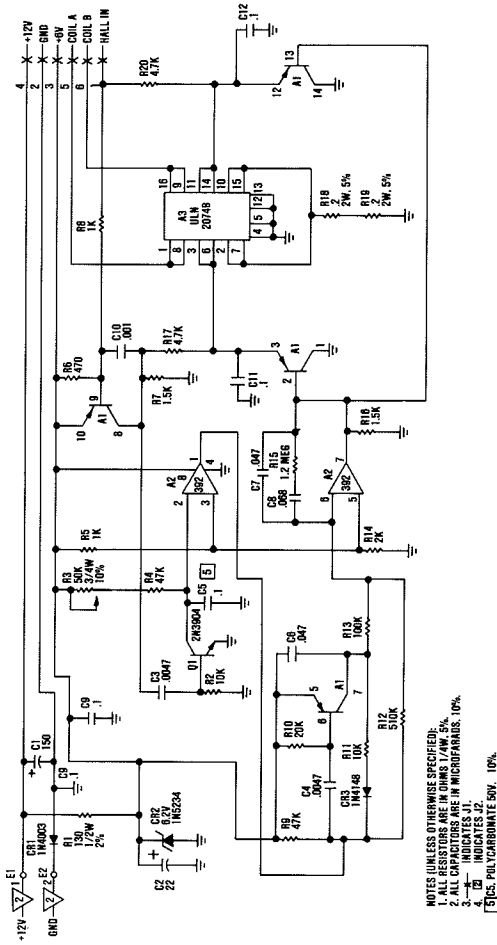 +12V
GND
+6V
COIL A
COIL B
HALL IN
4
2
3
5
6
C12
.1
R20
4.7K
12
13
A1
14
R8
1K
A3
ULN
2074B
1
8
3
6
2
7
16
9
11
14
10
15
4
5
12
13
R18
2
2W, 5%
R19
2
2W, 5%
R6
470
C10
.001
R17
4.7K
10
9
A1
8
R7
1.5K
C11
.1
3
2
A1
1
A2
392
8
1
4
2
3
C7
.047
R15
1.2 MEG
C8
.068
A2
392
6
5
7
R16
1.5K
R14
2K
R5
1K
R3
50K
3/4W
10%
R4
47K
5
C5
.1
2N3904
Q1
C3
.0047
R2
10K
C9
.1
C1
150
+
C9
.1
CR1
1N4003
R1
130
1/2W
2%
+12V
2
1
E1
GND
2
2
E2
C2
22
+
CR2
6.2V
1N5234
R9
47K
R10
20K
C4
.0047
5
6
A1
7
C6
.047
R11
10K
CR3
1N4148
R13
100K
R12
510K
NOTES (UNLESS OTHERWISE SPECIFIED):
1. ALL RESISTORS ARE IN OHMS 1/4W, 5%.
2. ALL CAPACITORS ARE IN MICROFARADS, 10%.
3. INDICATES J1.
4. 2 INDICATES J2.
5 C5, POLYCARBONATE 50V, 10%.